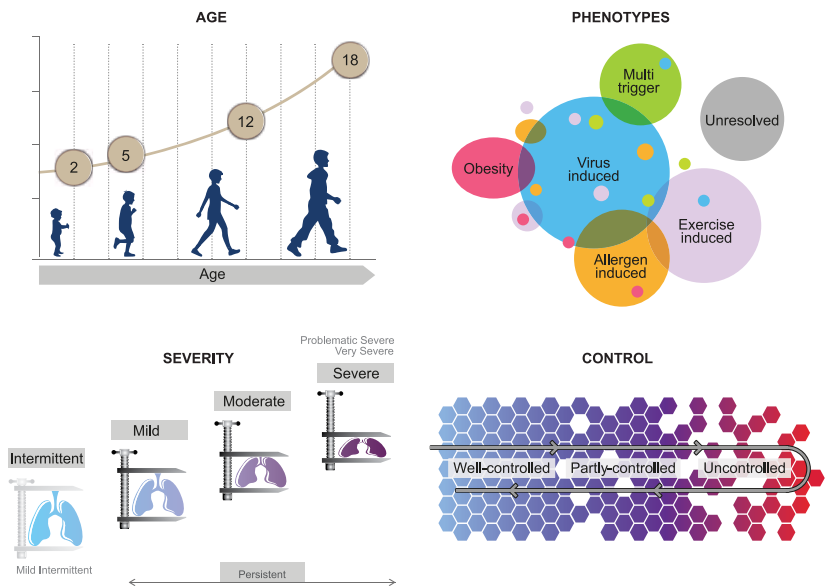 AGE
18
12
5
2
Age
PHENOTYPES
Multi
trigger
Unresolved
Obesity
Virus
induced
Exercise
induced
Allergen
induced
SEVERITY
Problematic Severe
Very Severe
Severe
Moderate
Mild
Intermittent
Mild Intermittent
Persistent
CONTROL
Well-controlled
Partly-controlled
Uncontrolled